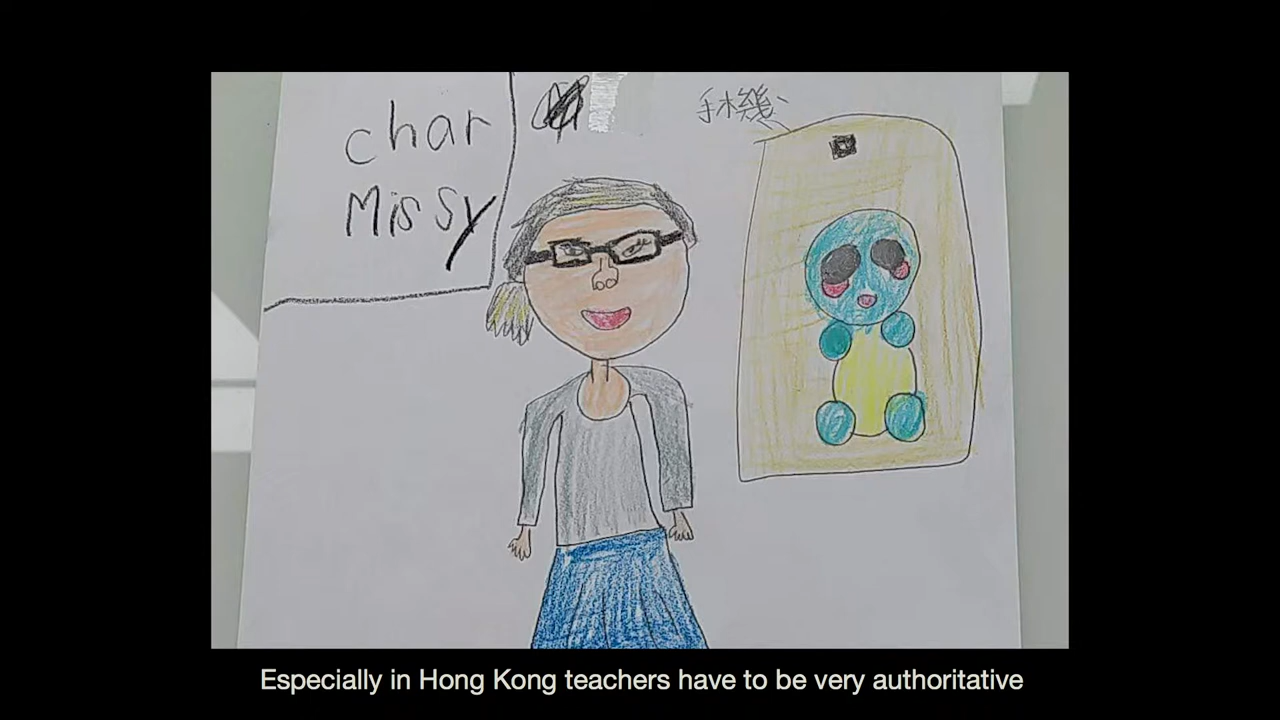 char
Missy
手機
Especially in Hong Kong teachers have to be very authoritative